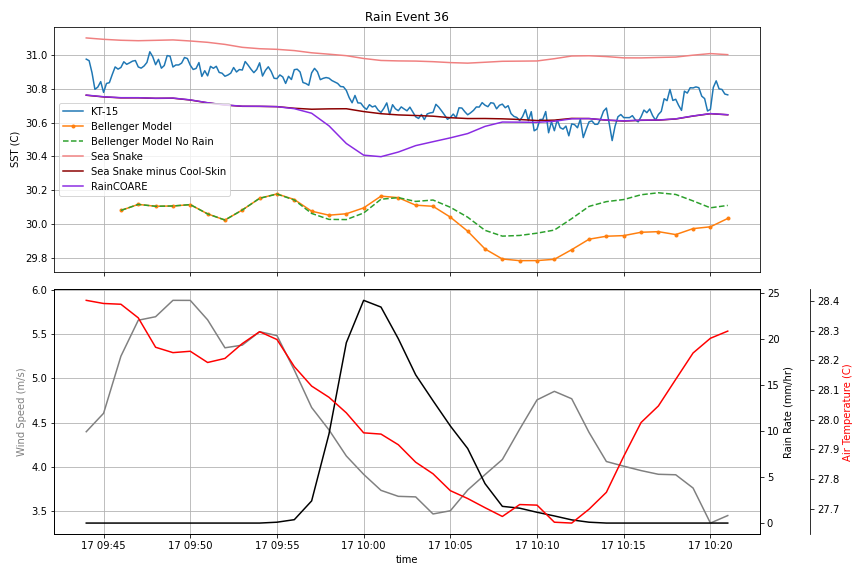 Rain Event 36
31.0
30.8
30.6
30.4
30.2
30.0
29.8
SST (C)
KT-15
Bellenger Model
Bellenger Model No Rain
Sea Snake
Sea Snake minus Cool-Skin
RainCOARE
6.0
5.5
5.0
4.5
4.0
3.5
Wind Speed (m/s)
25
20
15
10
5
0
Rain Rate (mm/hr)
28.4
28.3
28.2
28.1
28.0
27.9
27.8
27.7
Air Temperature (C)
17 09:45 17 09:50 17 09:55 17 10:00 17 10:05 17 10:10 17 10:15 17 10:20
time